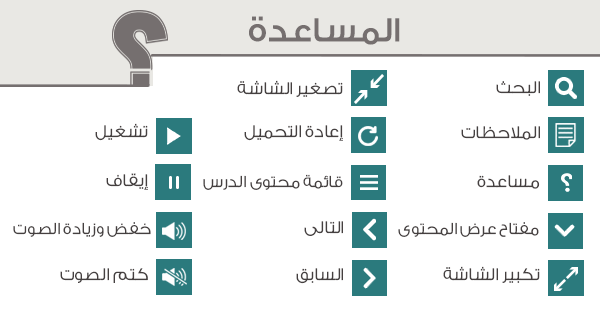 المساعدة
البحث
الملاحظات
مساعدة
مفتاح عرض المحتوى
تكبير الشاشة
تصغير الشاشة
إعادة التحميل
قائمة محتوى الدرس
التالى
السابق
تشغيل
إيقاف
خفض وزيادة الصوت
كتم الصوت